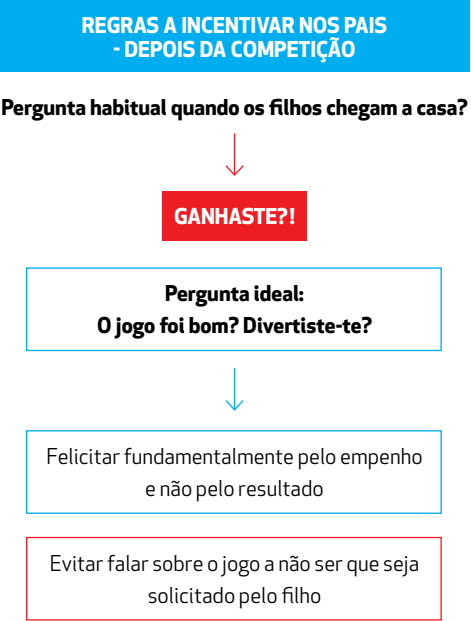 REGRAS A INCENTIVAR NOS PAIS
- DEPOIS DA COMPETIÇÃO
Pergunta habitual quando os filhos chegam a casa?
GANHASTE?!
Pergunta ideal:
O jogo foi bom? Divertiste-te?
Felicitar fundamentalmente pelo empenho
e não pelo resultado
Evitar falar sobre o jogo a não ser que seja
solicitado pelo filho